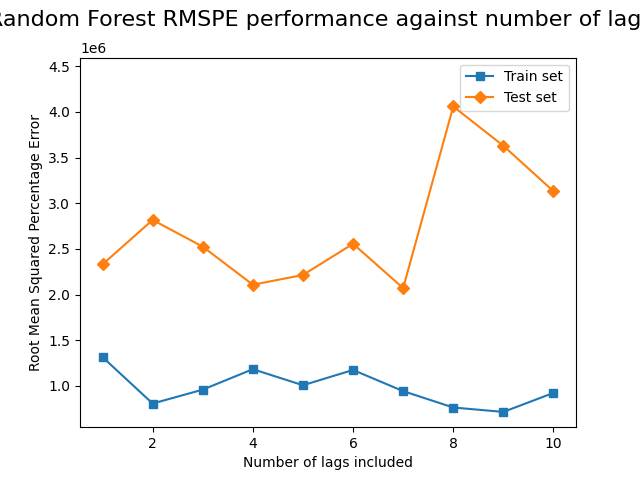 Random Forest RMSPE performance against number of lag
1e6
4.5
4.0
3.5
3.0
2.5
2.0
1.5
1.0
Root Mean Squared Percentage Error
Train set
Test set
2 4 6 8 10
Number of lags included